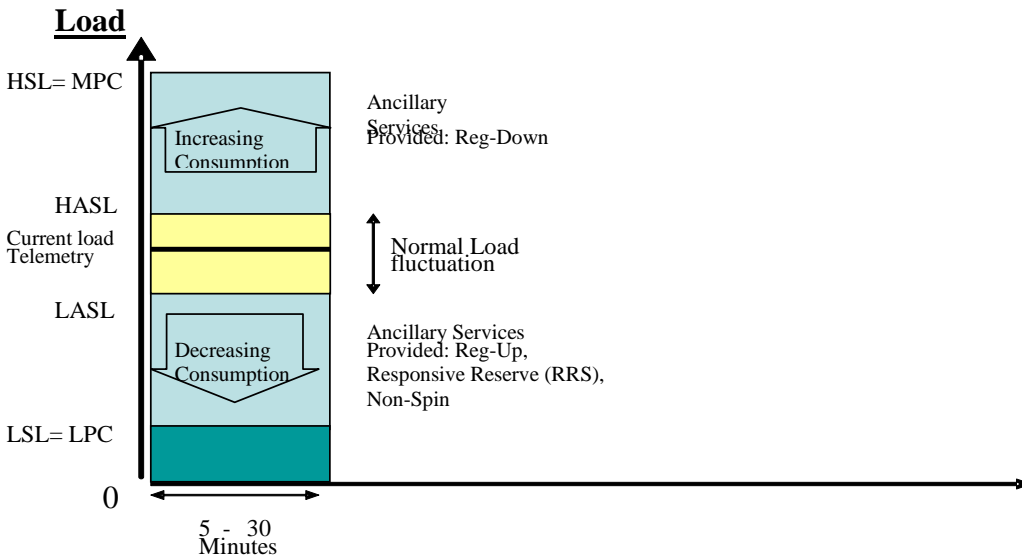 Load
HSL= MPC
Ancillary
Services
Provided: Reg-Down
Increasing
Consumption
HASL
Current load
Telemetry
Normal Load
fluctuation
LASL
Ancillary Services
Provided: Reg-Up,
Responsive Reserve (RRS),
Non-Spin
Decreasing
Consumption
LSL= LPC
0
5 - 30
Minutes